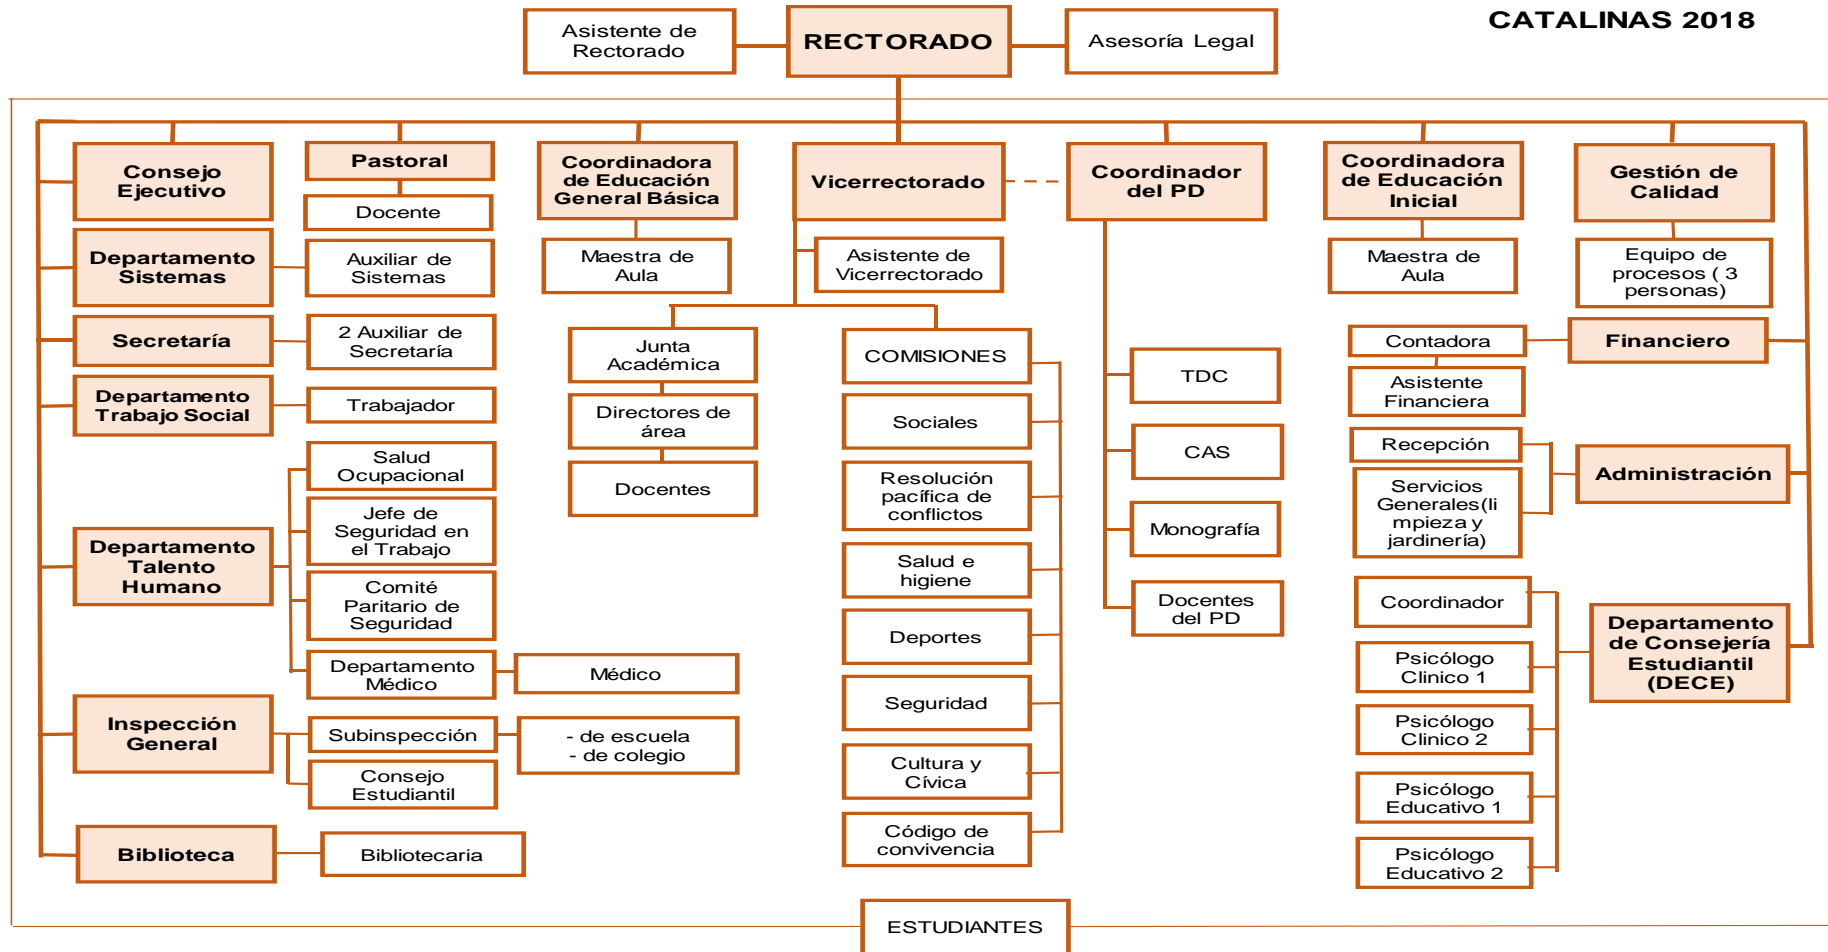 CATALINAS 2018
Asistente de
Rectorado
RECTORADO
Asesoría Legal
Consejo
Ejecutivo
Pastoral
Docente
Coordinadora
de Educación
General Básica
Maestra de
Aula
Vicerrectorado
Asistente de
Vicerrectorado
Coordinador
del PD
Coordinadora
de Educación
Inicial
Maestra de
Aula
Gestión de
Calidad
Equipo de
procesos ( 3
personas)
Departamento
Sistemas
Auxiliar de
Sistemas
Secretaría
2 Auxiliar de
Secretaría
Departamento
Trabajo Social
Trabajador
Departamento
Talento
Humano
Salud
Ocupacional
Jefe de
Seguridad en
el Trabajo
Comité
Paritario de
Seguridad
Departamento
Médico
Médico
Inspección
General
Subinspección
- de escuela
- de colegio
Consejo
Estudiantil
Biblioteca
Bibliotecaria
Junta
Académica
Directores de
área
Docentes
COMISIONES
Sociales
Resolución
pacífica de
conflictos
Salud e
higiene
Deportes
Seguridad
Cultura y
Cívica
Código de
convivencia
TDC
CAS
Monografía
Docentes
del PD
Financiero
Contadora
Asistente
Financiera
Administración
Recepción
Servicios
Generales(li
mpieza y
jardinería)
Departamento
de Consejería
Estudiantil
(DECE)
Coordinador
Psicólogo
Clinico 1
Psicólogo
Clinico 2
Psicólogo
Educativo 1
Psicólogo
Educativo 2
ESTUDIANTES